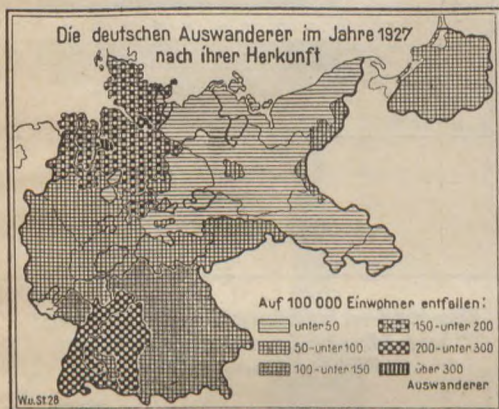 Die deutschen Auswanderer im Jahre 1927
nach ihrer Herkunft
Auf 100 000 Einwohner entfallen:
unter 50
50-unter 100
100-unter 150
150-unter 200
200-unter 300
über 300
Auswanderer
W.u.St.28